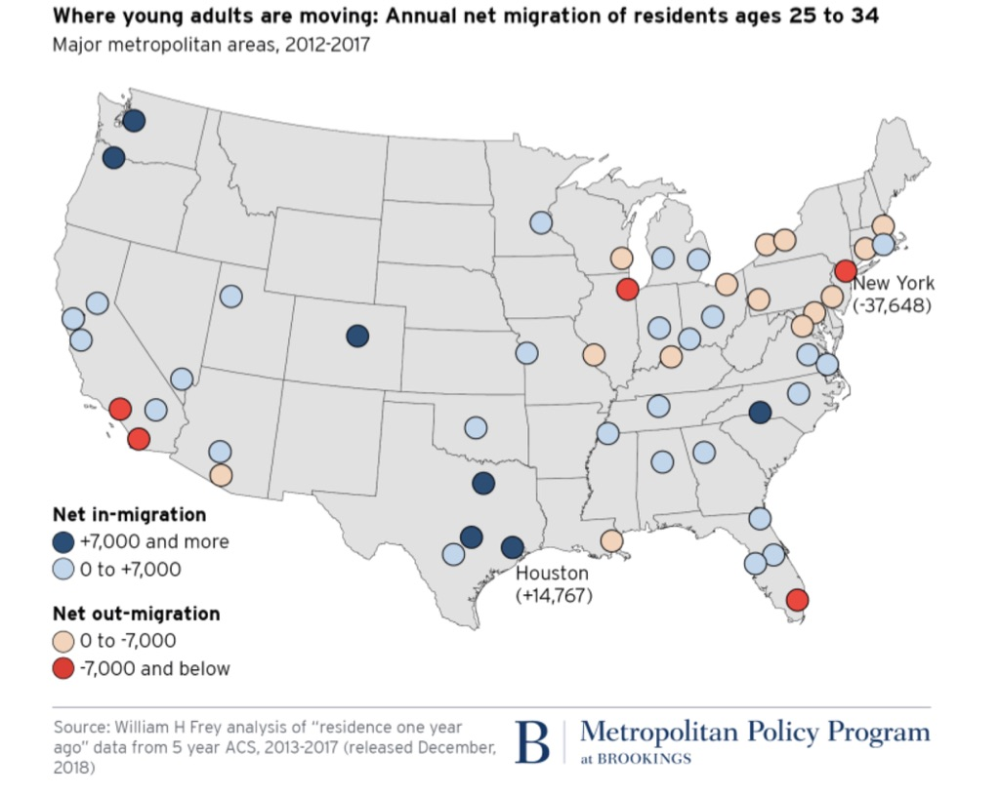 Where young adults are moving: Annual net migration of residents ages 25 to 34
Major metropolitan areas, 2012-2017
New York
(-37,648)
Net in-migration
+7,000 and more
0 to +7,000
Houston
(+14,767)
Net out-migration
0 to -7,000
-7,000 and below
Source: William H Frey analysis of "residence one year
ago" data from 5 year ACS, 2013-2017 (released December,
2018)
B
Metropolitan Policy Program
at BROOKINGS